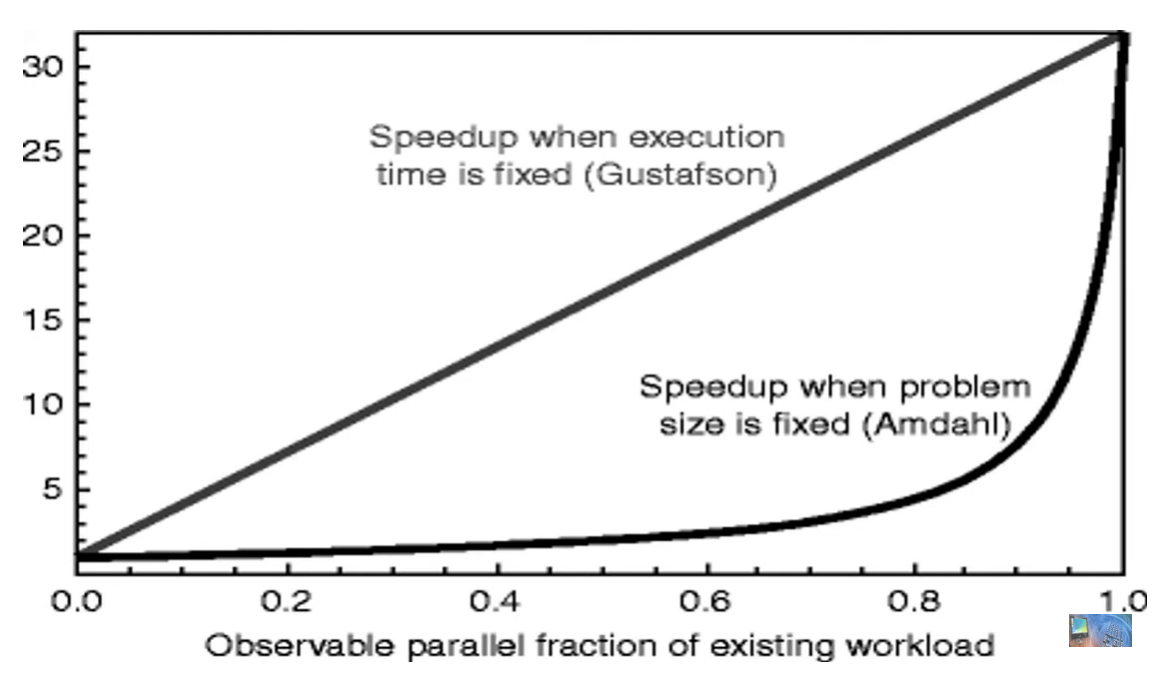 30
25
20
15
10
5
Speedup when execution
time is fixed (Gustafson)
Speedup when problem
size is fixed (Amdahl)
0.0 0.2 0.4 0.6 0.8 1.0
Observable parallel fraction of existing workload